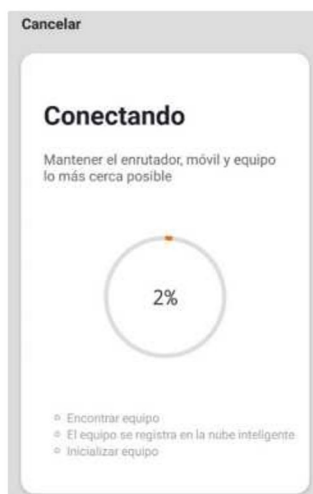 Cancelar
Conectando
Mantener el enrutador, móvil y equipo
lo más cerca posible
2%
Encontrar equipo
El equipo se registra en la nube inteligente
Inicializar equipo